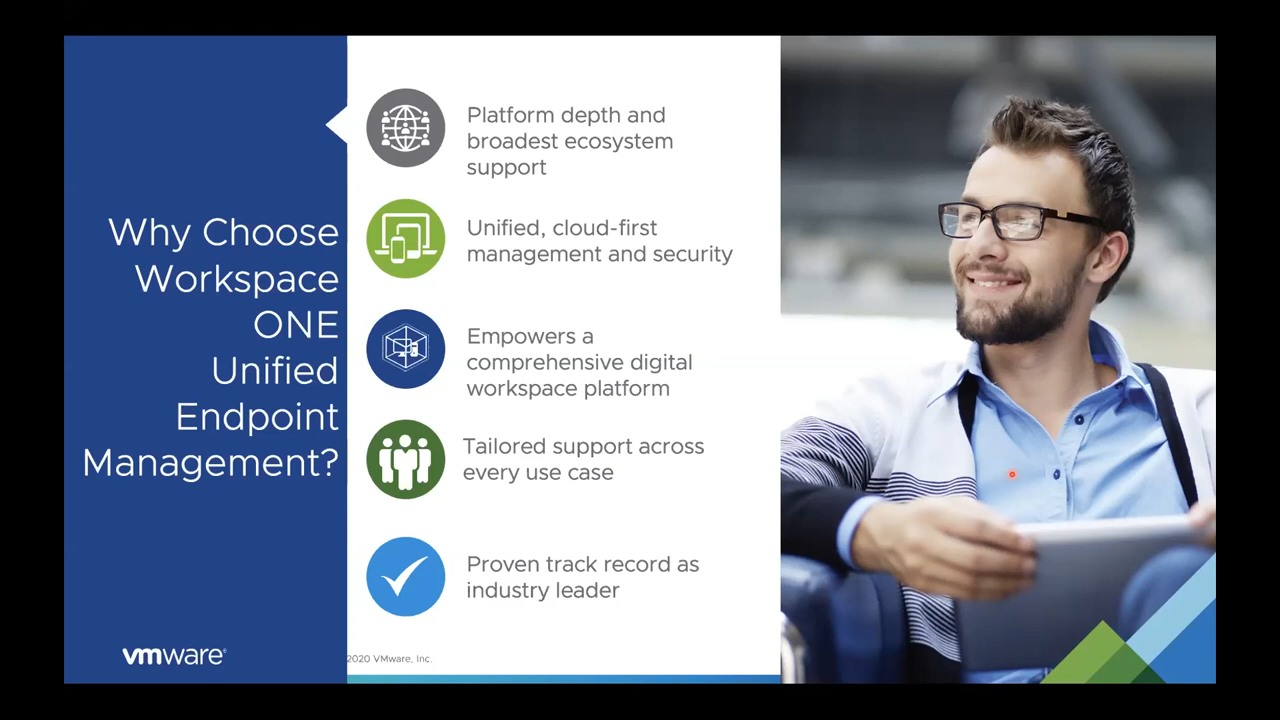 Why Choose
Workspace
ONE
Unified
Endpoint
Management?
Platform depth and
broadest ecosystem
support
Unified, cloud-first
management and security
Empowers a
comprehensive digital
workspace platform
Tailored support across
every use case
Proven track record as
industry leader
vmware®
2020 VMware, Inc.